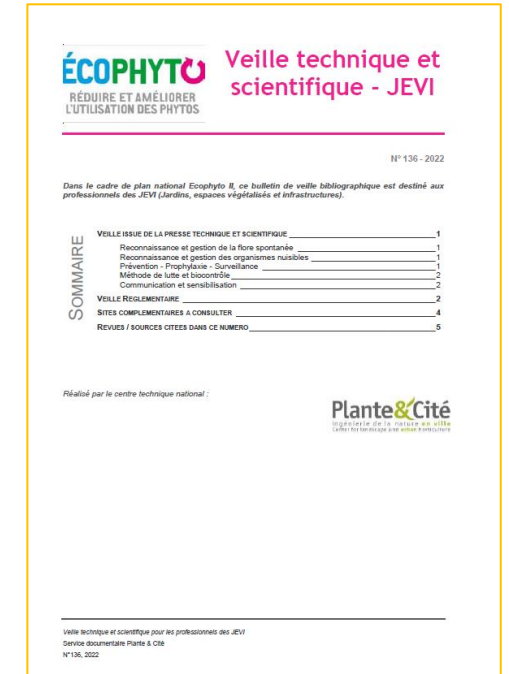 ÉCOPHYTO
RÉDUIRE ET AMÉLIORER
L'UTILISATION DES PHYTOS
Veille technique et
scientifique - JEVI
N° 136 - 2022
Dans le cadre de plan national Ecophyto II, ce bulletin de veille bibliographique est destiné aux
professionnels des JEVI (Jardins, espaces végétalisés et infrastructures).
SOMMAIRE
VEILLE ISSUE DE LA PRESSE TECHNIQUE ET SCIENTIFIQUE 1
Reconnaissance et gestion de la flore spontanée 1
Reconnaissance et gestion des organismes nuisibles 1
Prévention - Prophylaxie - Surveillance 1
Méthode de lutte et biocontrôle 2
Communication et sensibilisation 2
VEILLE REGLEMENTAIRE 2
SITES COMPLEMENTAIRES A CONSULTER 4
REVUES / SOURCES CITEES DANS CE NUMERO 5
Réalisé par le centre technique national :
Plante&Cité
Ingénierie de la nature en ville
Center for landscape and urban horticulture
Veille technique et scientifique pour les professionnels des JEVI
Service documentaire Plante & Cité
N°136, 2022